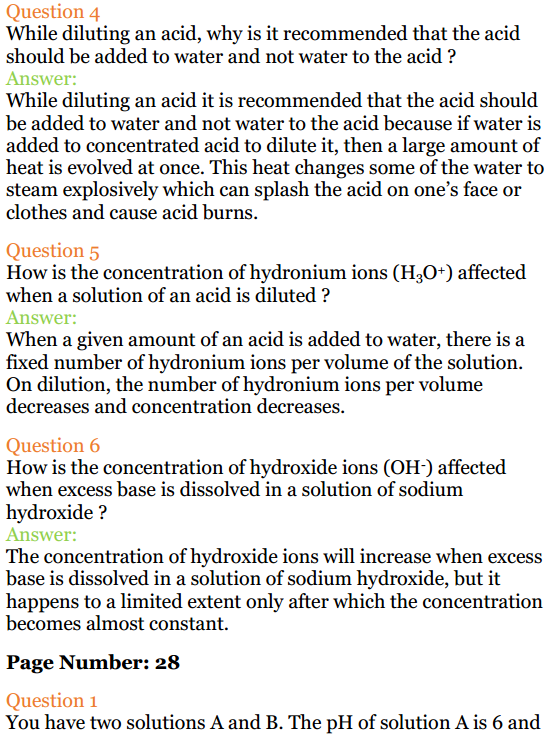 Question 4
While diluting an acid, why is it recommended that the acid
should be added to water and not water to the acid ?
Answer:
While diluting an acid it is recommended that the acid should
be added to water and not water to the acid because if water is
added to concentrated acid to dilute it, then a large amount of
heat is evolved at once. This heat changes some of the water to
steam explosively which can splash the acid on one’s face or
clothes and cause acid burns.
Question 5
How is the concentration of hydronium ions (H₃O⁺) affected
when a solution of an acid is diluted ?
Answer:
When a given amount of an acid is added to water, there is a
fixed number of hydronium ions per volume of the solution.
On dilution, the number of hydronium ions per volume
decreases and concentration decreases.
Question 6
How is the concentration of hydroxide ions (OH⁻) affected
when excess base is dissolved in a solution of sodium
hydroxide ?
Answer:
The concentration of hydroxide ions will increase when excess
base is dissolved in a solution of sodium hydroxide, but it
happens to a limited extent only after which the concentration
becomes almost constant.
Page Number: 28
Question 1
You have two solutions A and B. The pH of solution A is 6 and